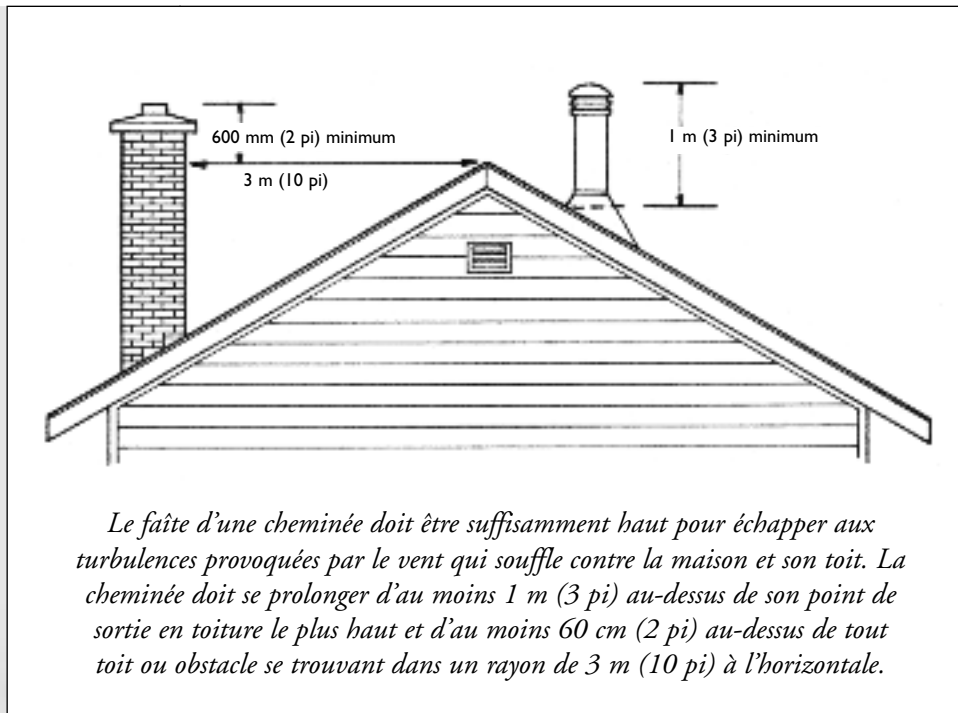 600 mm (2 pi) minimum
3 m (10 pi)
1 m (3 pi) minimum
Le faîte d’une cheminée doit être suffisamment haut pour échapper aux
turbulences provoquées par le vent qui souffle contre la maison et son toit. La
cheminée doit se prolonger d’au moins 1 m (3 pi) au-dessus de son point de
sortie en toiture le plus haut et d’au moins 60 cm (2 pi) au-dessus de tout
toit ou obstacle se trouvant dans un rayon de 3 m (10 pi) à l’horizontale.